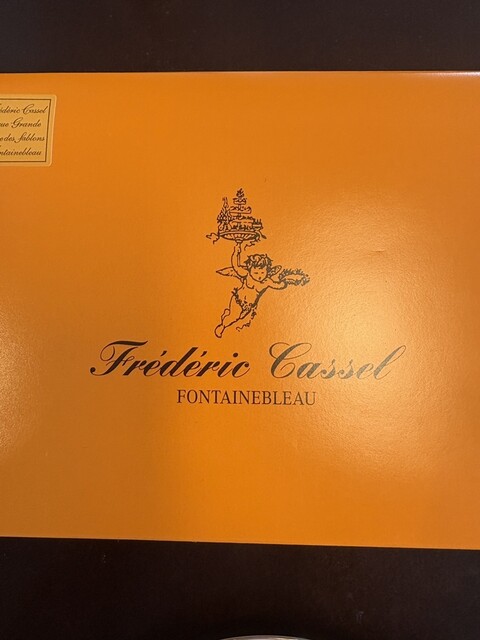 Cassel
Grande
des Sablons
Frédéric Cassel
FONTAINEBLEAU